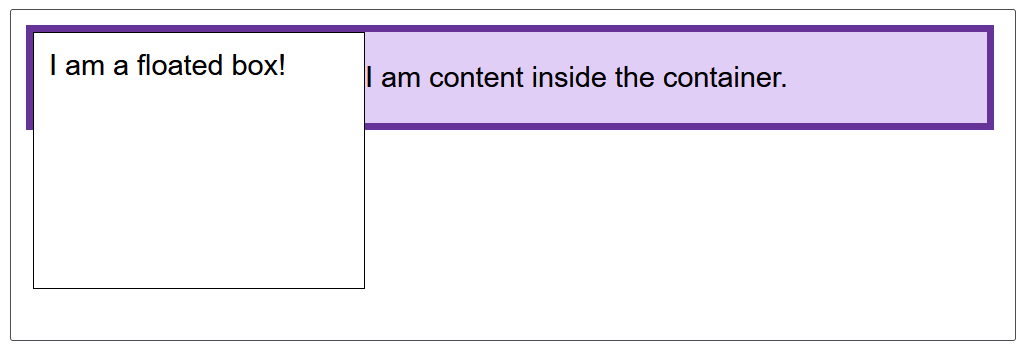 I am a floated box!
I am content inside the container.